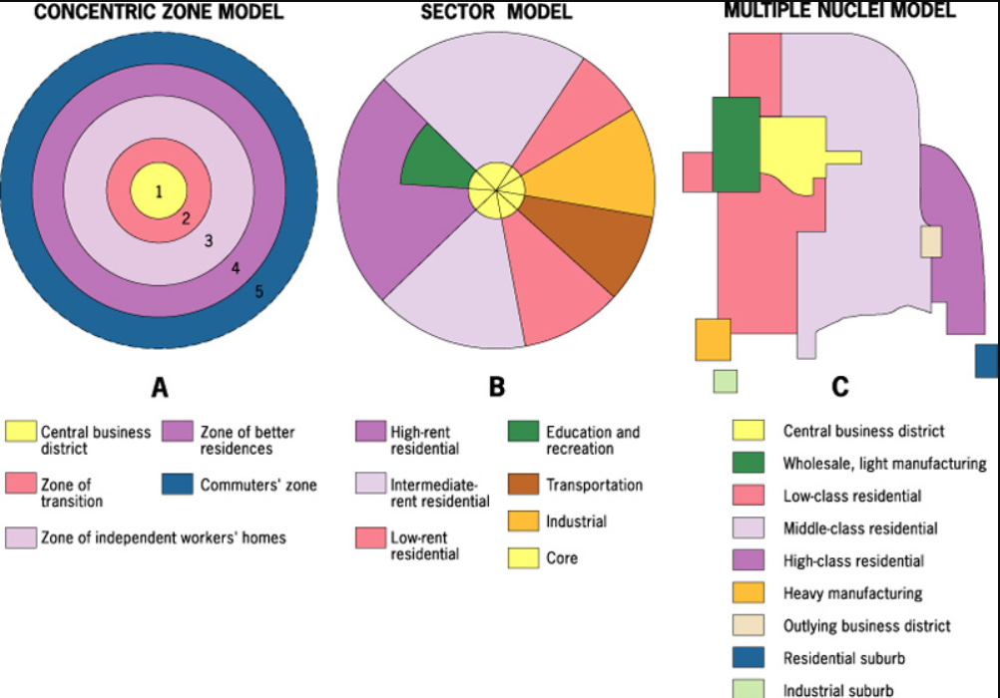 CONCENTRIC ZONE MODEL
SECTOR MODEL
MULTIPLE NUCLEI MODEL
1
2
3
4
5
A
B
C
Central business
district
Zone of
transition
Zone of independent workers' homes
Zone of better
residences
Commuters' zone
High-rent
residential
Intermediate-
rent residential
Low-rent
residential
Education and
recreation
Transportation
Industrial
Core
Central business district
Wholesale, light manufacturing
Low-class residential
Middle-class residential
High-class residential
Heavy manufacturing
Outlying business district
Residential suburb
Industrial suburb